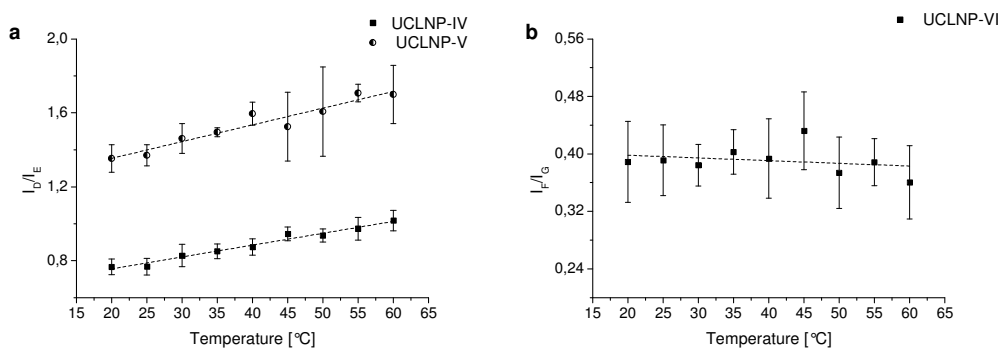 a
UCLNP-IV
UCLNP-V
2,0
1,6
1,2
0,8
I_D/I_E
15 20 25 30 35 40 45 50 55 60 65
Temperature [°C]
b
UCLNP-VI
0,56
0,48
0,40
0,32
0,24
I_F/I_G
15 20 25 30 35 40 45 50 55 60 65
Temperature [°C]